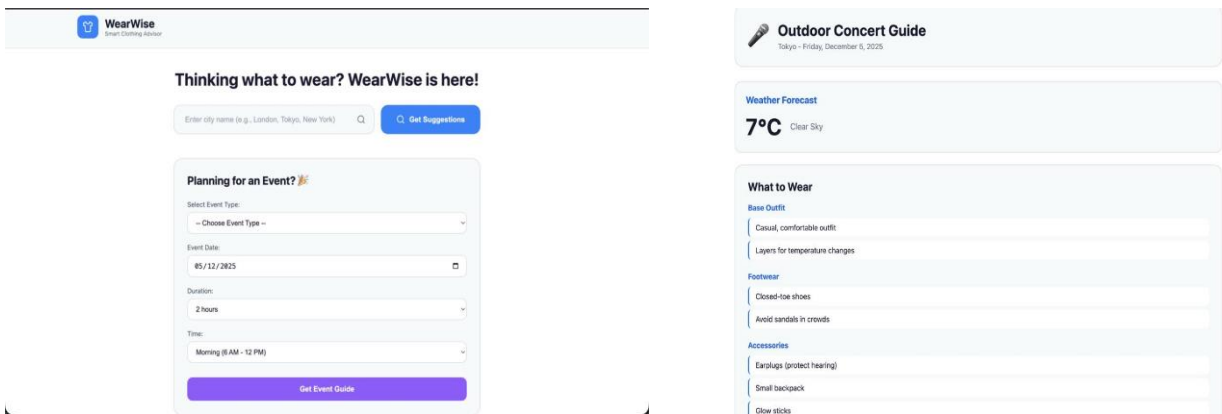 WearWise
Smart Clothing Advisor
Thinking what to wear? WearWise is here!
Enter city name (e.g., London, Tokyo, New York)
Get Suggestions
Planning for an Event?
Select Event Type:
-- Choose Event Type --
Event Date:
05/12/2025
Duration:
2 hours
Time:
Morning (6 AM - 12 PM)
Get Event Guide
Outdoor Concert Guide
Tokyo - Friday, December 5, 2025
Weather Forecast
7°C Clear Sky
What to Wear
Base Outfit
Casual, comfortable outfit
Layers for temperature changes
Footwear
Closed-toe shoes
Avoid sandals in crowds
Accessories
Earplugs (protect hearing)
Small backpack
Glow sticks